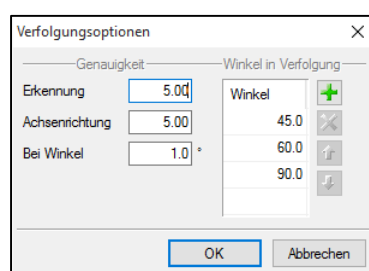 Verfolgungsoptionen
Genauigkeit
Erkennung 5.00
Achsenrichtung 5.00
Bei Winkel 1.0 °
Winkel in Verfolgung
Winkel
45.0
60.0
90.0
OK Abbrechen